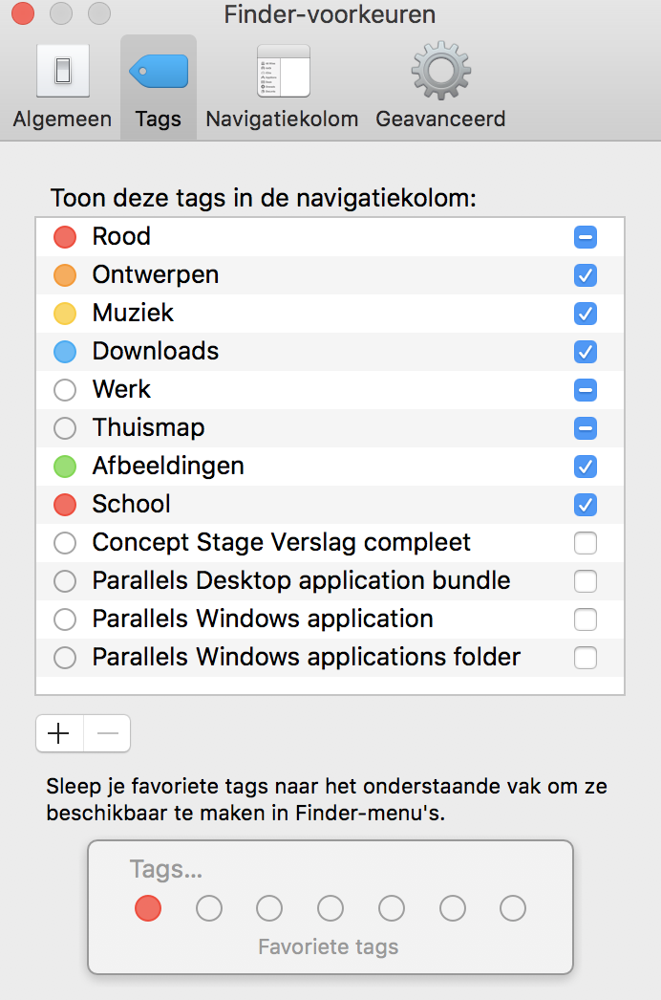 Finder-voorkeuren
Algemeen
Tags
Navigatiekolom
Geavanceerd
Toon deze tags in de navigatiekolom:
Rood
Ontwerpen
Muziek
Downloads
Werk
Thuismap
Afbeeldingen
School
Concept Stage Verslag compleet
Parallels Desktop application bundle
Parallels Windows application
Parallels Windows applications folder
Sleep je favoriete tags naar het onderstaande vak om ze
beschikbaar te maken in Finder-menu's.
Tags...
Favoriete tags